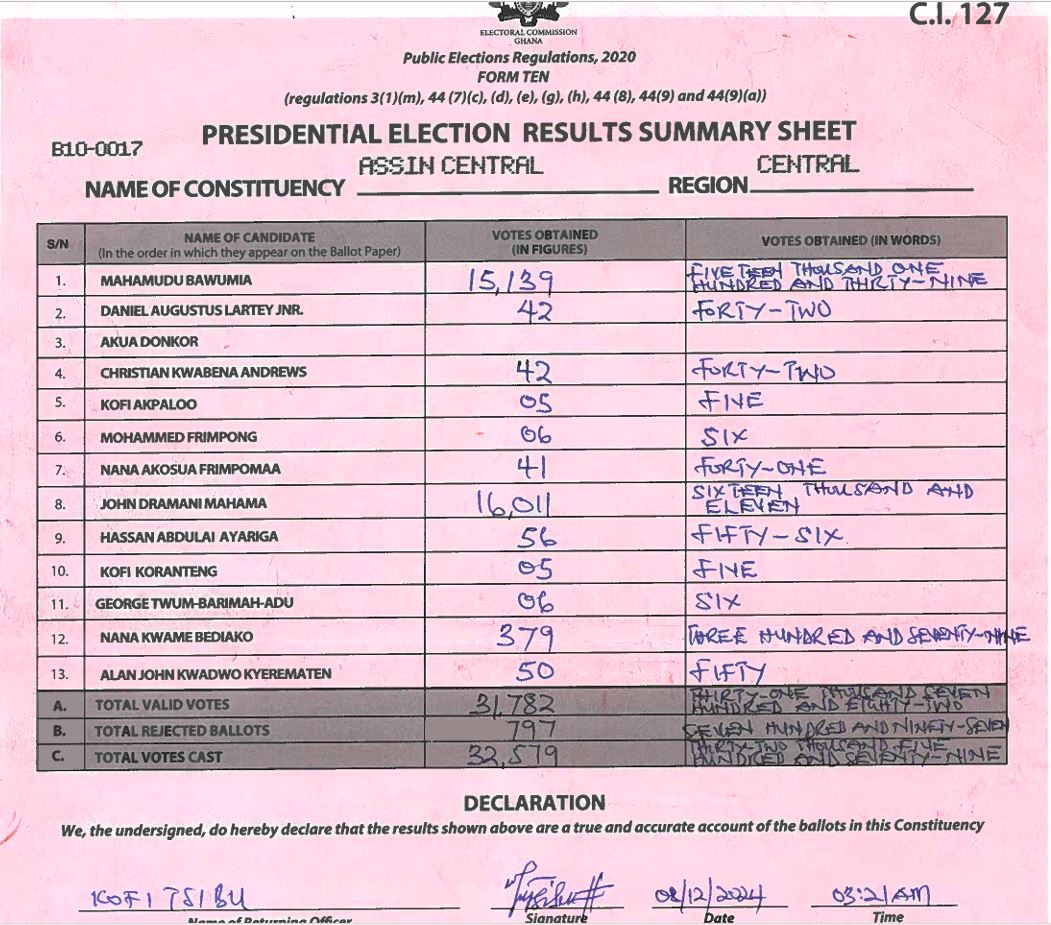 C.I. 127
ELECTORAL COMMISSION
GHANA
Public Elections Regulations, 2020
FORM TEN
(regulations 3(1)(m), 44 (7)(c), (d), (e), (g), (h), 44 (8), 44(9) and 44(9)(a))
PRESIDENTIAL ELECTION RESULTS SUMMARY SHEET
B10-0017
NAME OF CONSTITUENCY ASSIN CENTRAL REGION CENTRAL
S/N NAME OF CANDIDATE (In the order in which they appear on the Ballot Paper) VOTES OBTAINED (IN FIGURES) VOTES OBTAINED (IN WORDS)
1. MAHAMUDU BAWUMIA 15,139 FIVETEEN THOUSAND ONE HUNDRED AND THIRTY-NINE
2. DANIEL AUGUSTUS LARTEY JNR. 42 FORTY-TWO
3. AKUA DONKOR
4. CHRISTIAN KWABENA ANDREWS 42 FORTY-TWO
5. KOFI AKPALOO 05 FIVE
6. MOHAMMED FRIMPONG 06 SIX
7. NANA AKOSUA FRIMPOMAA 41 FORTY-ONE
8. JOHN DRAMANI MAHAMA 16,011 SIXTEEN THOUSAND AND ELEVEN
9. HASSAN ABDULAI AYARIGA 56 FIFTY-SIX
10. KOFI KORANTENG 05 FIVE
11. GEORGE TWUM-BARIMAH-ADU 06 SIX
12. NANA KWAME BEDIAKO 379 THREE HUNDRED AND SEVENTY-NINE
13. ALAN JOHN KWADWO KYEREMATEN 50 FIFTY
A. TOTAL VALID VOTES 31,782 THIRTY-ONE THOUSAND SEVEN HUNDRED AND EIGHTY-TWO
B. TOTAL REJECTED BALLOTS 797 SEVEN HUNDRED AND NINETY-SEVEN
C. TOTAL VOTES CAST 32,579 THIRTY-TWO THOUSAND FIVE HUNDRED AND SEVENTY-NINE
DECLARATION
We, the undersigned, do hereby declare that the results shown above are a true and accurate account of the ballots in this Constituency
KOFI TSIBU 08/12/2024 03:21AM
Name of Returning Officer Signature Date Time